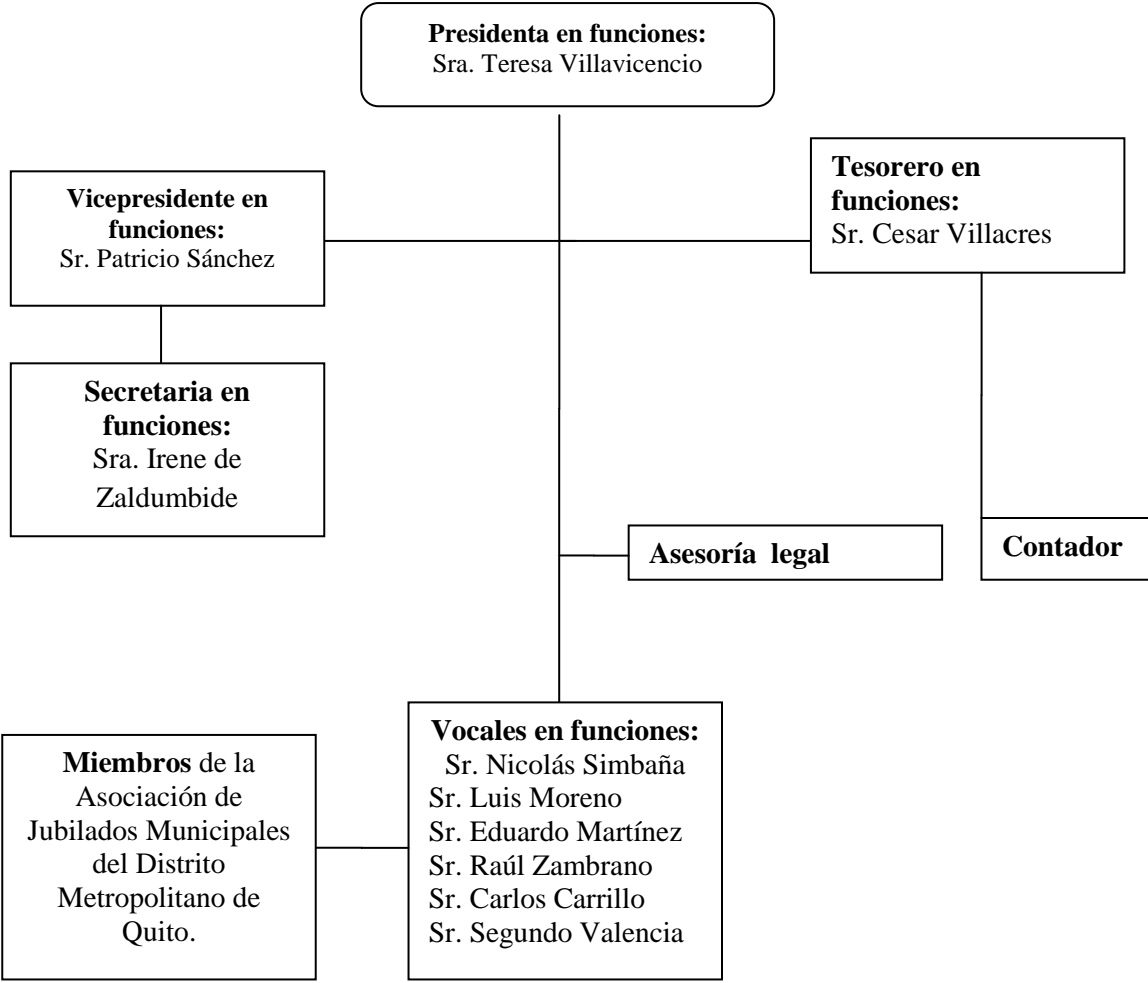 Presidenta en funciones:
Sra. Teresa Villavicencio
Vicepresidente en
funciones:
Sr. Patricio Sánchez
Tesorero en
funciones:
Sr. Cesar Villacres
Secretaria en
funciones:
Sra. Irene de
Zaldumbide
Asesoría legal
Contador
Miembros de la
Asociación de
Jubilados Municipales
del Distrito
Metropolitano de
Quito.
Vocales en funciones:
Sr. Nicolás Simbaña
Sr. Luis Moreno
Sr. Eduardo Martínez
Sr. Raúl Zambrano
Sr. Carlos Carrillo
Sr. Segundo Valencia